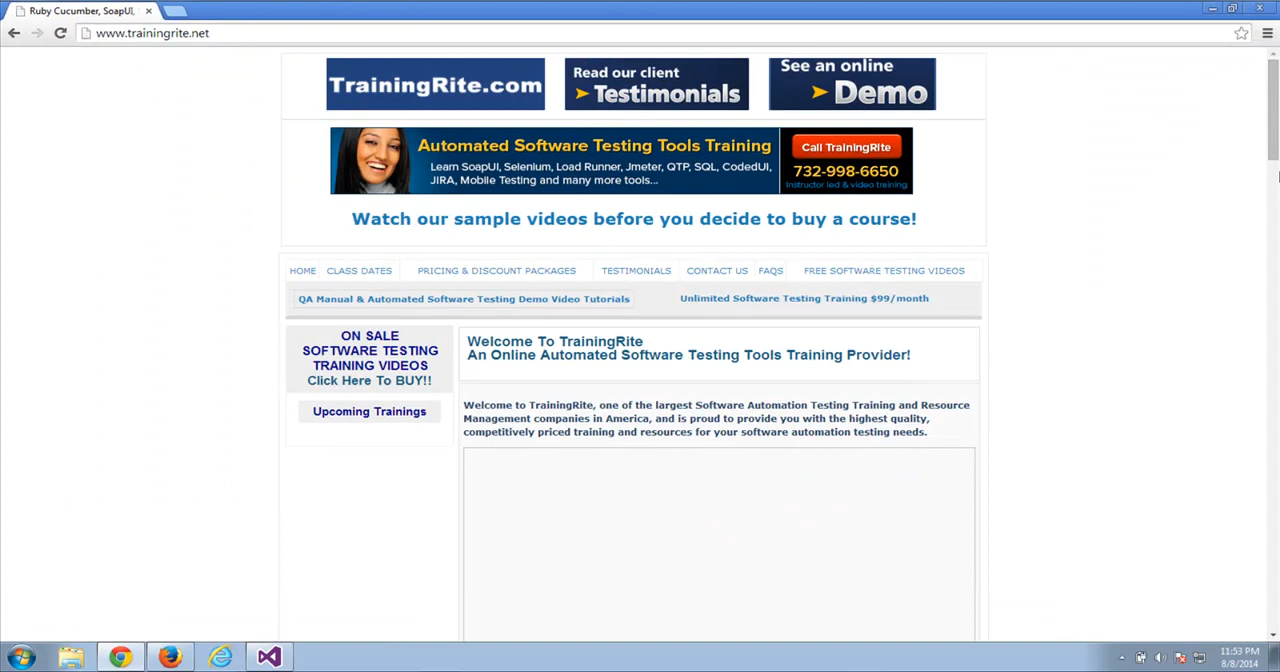 Ruby Cucumber, SoapUI,
www.trainingrite.net
TrainingRite.com
Read our client
Testimonials
See an online
Demo
Automated Software Testing Tools Training
Learn SoapUI, Selenium, Load Runner, Jmeter, QTP, SQL, CodedUI,
JIRA, Mobile Testing and many more tools...
Call TrainingRite
732-998-6650
Instructor led & video training
Watch our sample videos before you decide to buy a course!
HOME CLASS DATES PRICING & DISCOUNT PACKAGES TESTIMONIALS CONTACT US FAQS FREE SOFTWARE TESTING VIDEOS
QA Manual & Automated Software Testing Demo Video Tutorials Unlimited Software Testing Training $99/month
ON SALE
SOFTWARE TESTING
TRAINING VIDEOS
Click Here To BUY!!
Upcoming Trainings
Welcome To TrainingRite
An Online Automated Software Testing Tools Training Provider!
Welcome to TrainingRite, one of the largest Software Automation Testing Training and Resource
Management companies in America, and is proud to provide you with the highest quality,
competitively priced training and resources for your software automation testing needs.
11:53 PM
8/8/2014